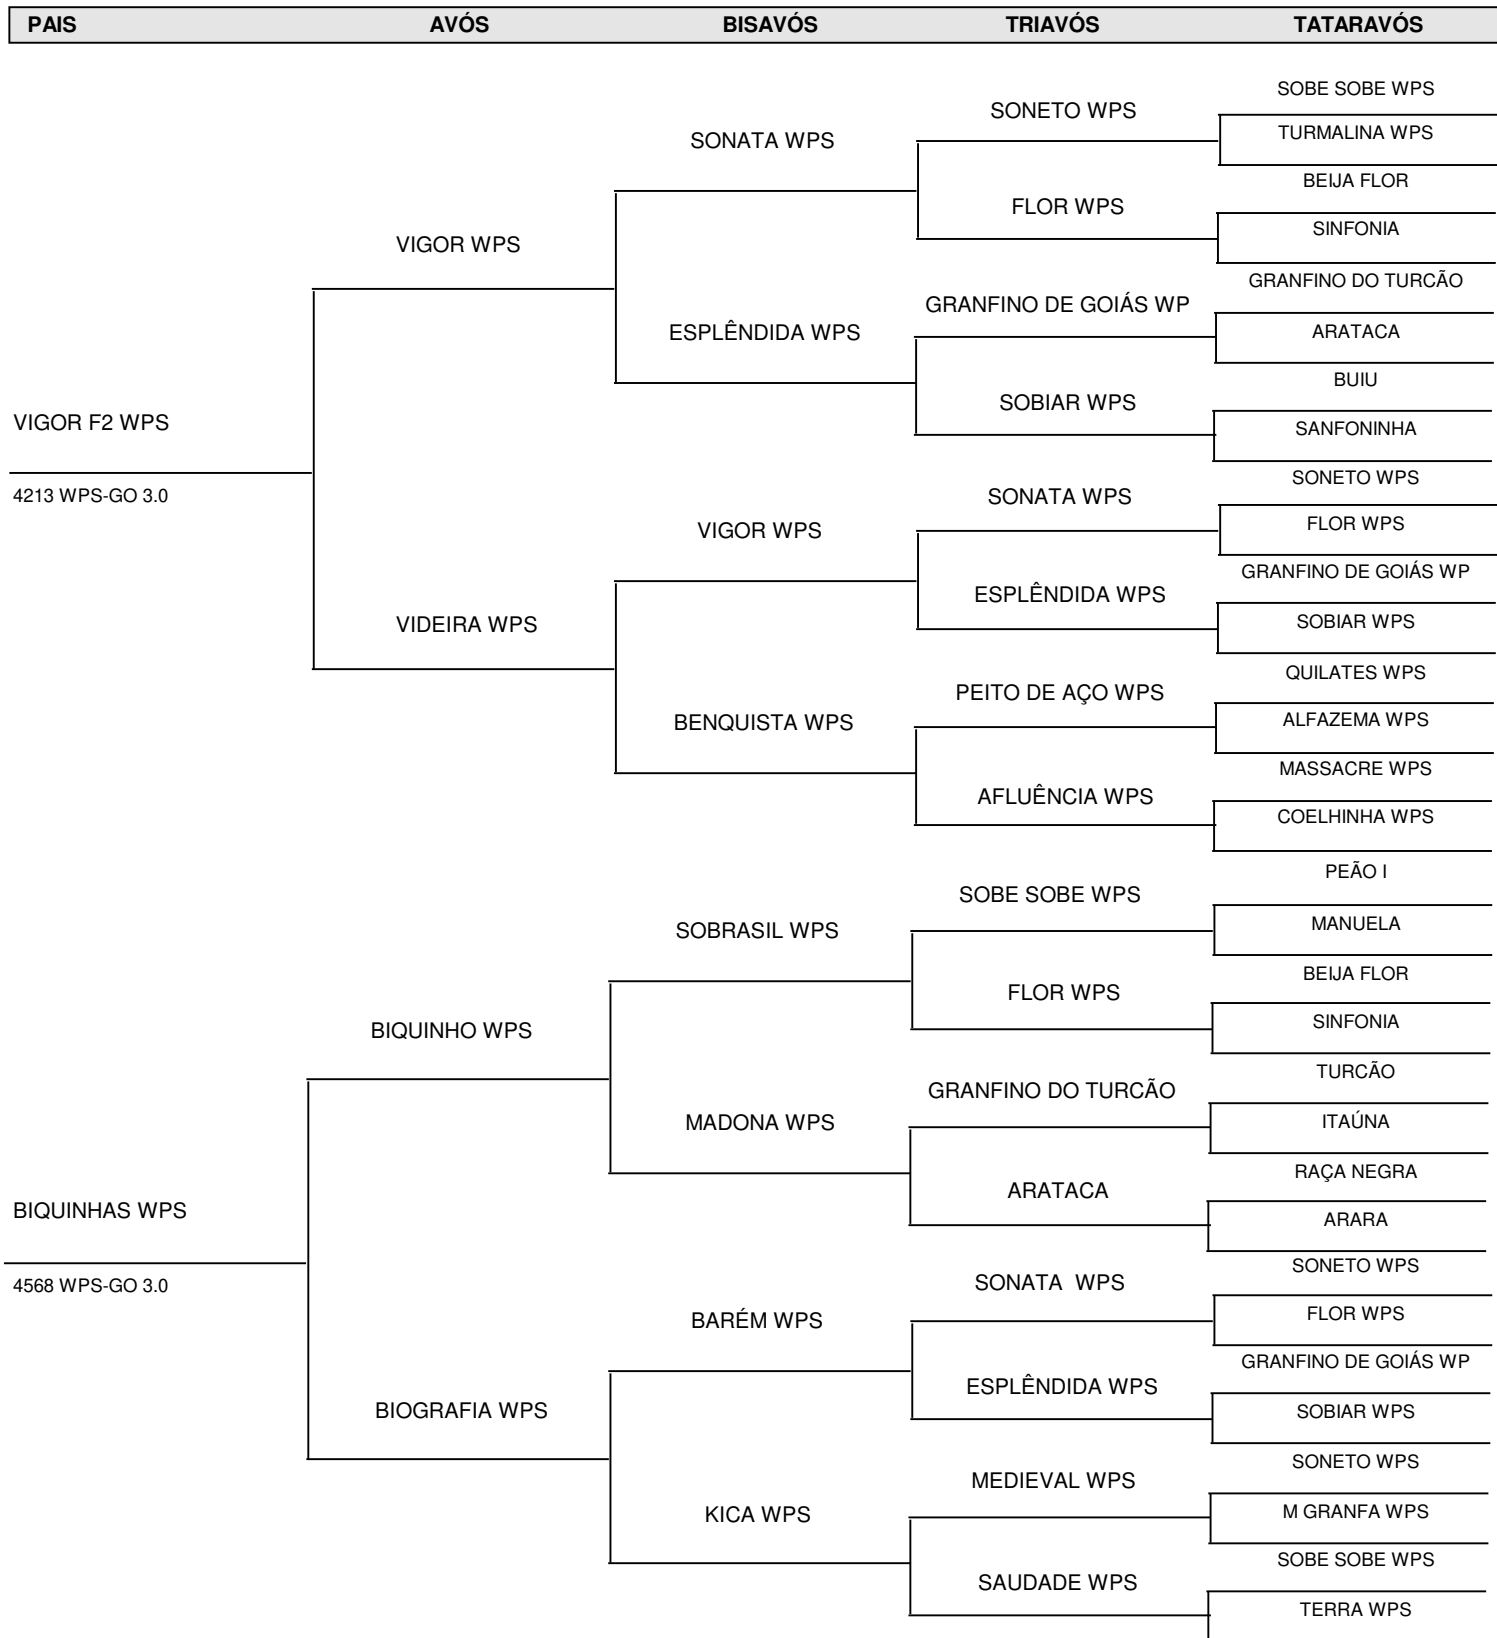 PAIS AVÓS BISAVÓS TRIAVÓS TATARAVÓS
SOBE SOBE WPS
SONETO WPS
TURMALINA WPS
SONATA WPS
BEIJA FLOR
FLOR WPS
SINFONIA
VIGOR WPS
GRANFINO DO TURCÃO
GRANFINO DE GOIÁS WP
ARATACA
ESPLÊNDIDA WPS
BUIU
SOBIAR WPS
SANFONINHA
VIGOR F2 WPS
4213 WPS-GO 3.0
SONETO WPS
SONATA WPS
FLOR WPS
VIGOR WPS
GRANFINO DE GOIÁS WP
ESPLÊNDIDA WPS
SOBIAR WPS
VIDEIRA WPS
QUILATES WPS
PEITO DE AÇO WPS
ALFAZEMA WPS
BENQUISTA WPS
MASSACRE WPS
AFLUÊNCIA WPS
COELHINHA WPS
PEÃO I
SOBE SOBE WPS
MANUELA
SOBRASIL WPS
BEIJA FLOR
FLOR WPS
SINFONIA
BIQUINHO WPS
TURCÃO
GRANFINO DO TURCÃO
ITAÚNA
MADONA WPS
RAÇA NEGRA
ARATACA
ARARA
BIQUINHAS WPS
4568 WPS-GO 3.0
SONETO WPS
SONATA  WPS
FLOR WPS
BARÉM WPS
GRANFINO DE GOIÁS WP
ESPLÊNDIDA WPS
SOBIAR WPS
BIOGRAFIA WPS
SONETO WPS
MEDIEVAL WPS
M GRANFA WPS
KICA WPS
SOBE SOBE WPS
SAUDADE WPS
TERRA WPS